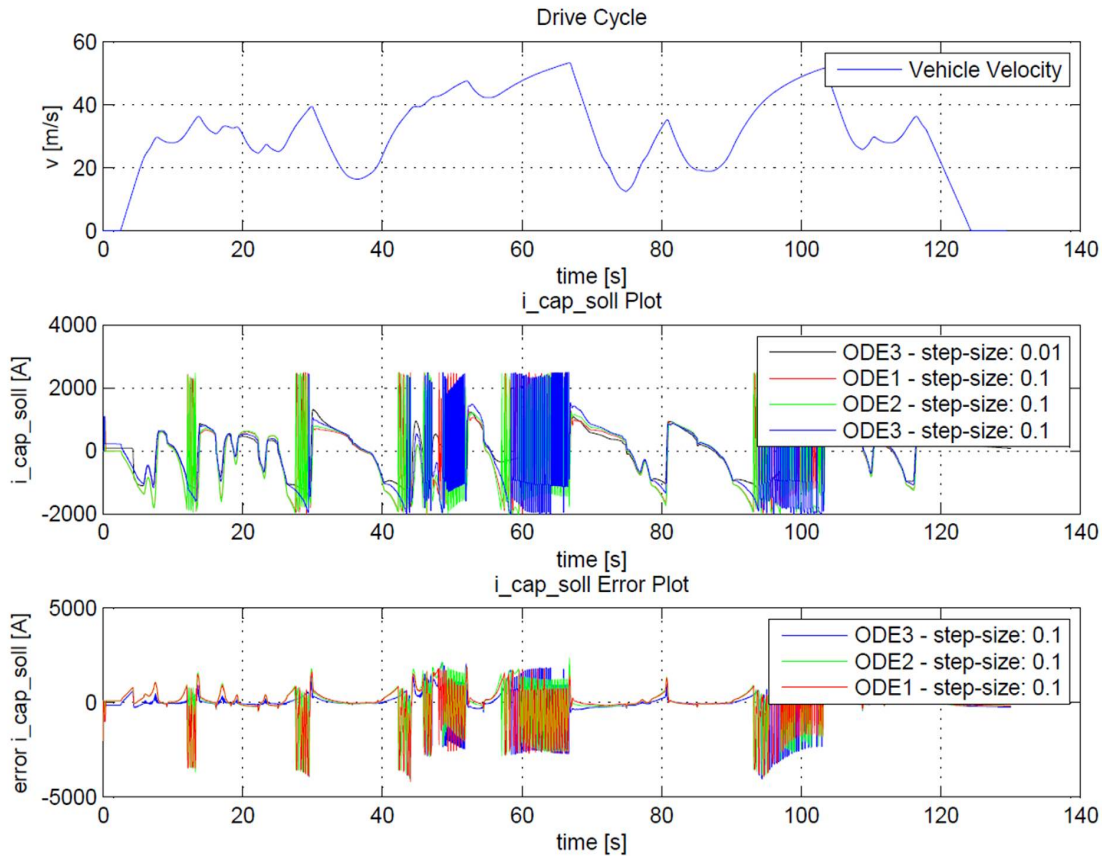 Drive Cycle
60
40
20
0
v [m/s]
Vehicle Velocity
0 20 40 60 80 100 120 140
time [s]
i_cap_soll Plot
4000
2000
0
-2000
i_cap_soll [A]
ODE3 - step-size: 0.01
ODE1 - step-size: 0.1
ODE2 - step-size: 0.1
ODE3 - step-size: 0.1
0 20 40 60 80 100 120 140
time [s]
i_cap_soll Error Plot
5000
0
-5000
error i_cap_soll [A]
ODE3 - step-size: 0.1
ODE2 - step-size: 0.1
ODE1 - step-size: 0.1
0 20 40 60 80 100 120 140
time [s]